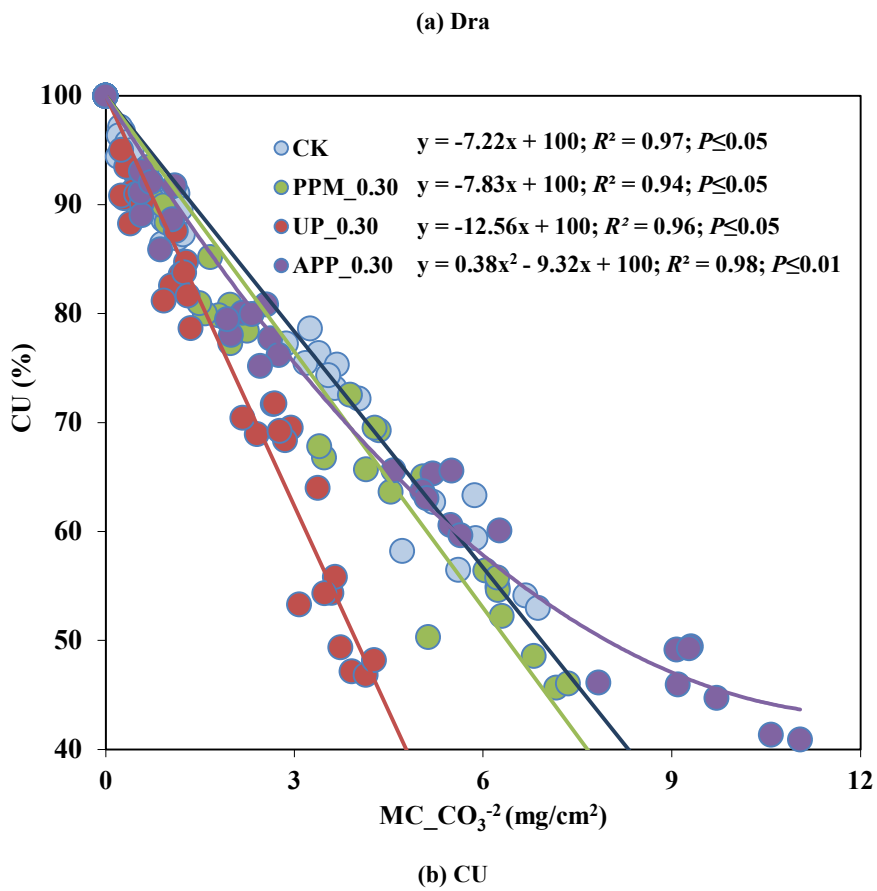 (a) Dra
100
90
80
70
60
50
40
CU (%)
CK y = -7.22x + 100; R² = 0.97; P≤0.05
PPM_0.30 y = -7.83x + 100; R² = 0.94; P≤0.05
UP_0.30 y = -12.56x + 100; R² = 0.96; P≤0.05
APP_0.30 y = 0.38x² - 9.32x + 100; R² = 0.98; P≤0.01
0 3 6 9 12
MC_CO₃⁻² (mg/cm²)
(b) CU